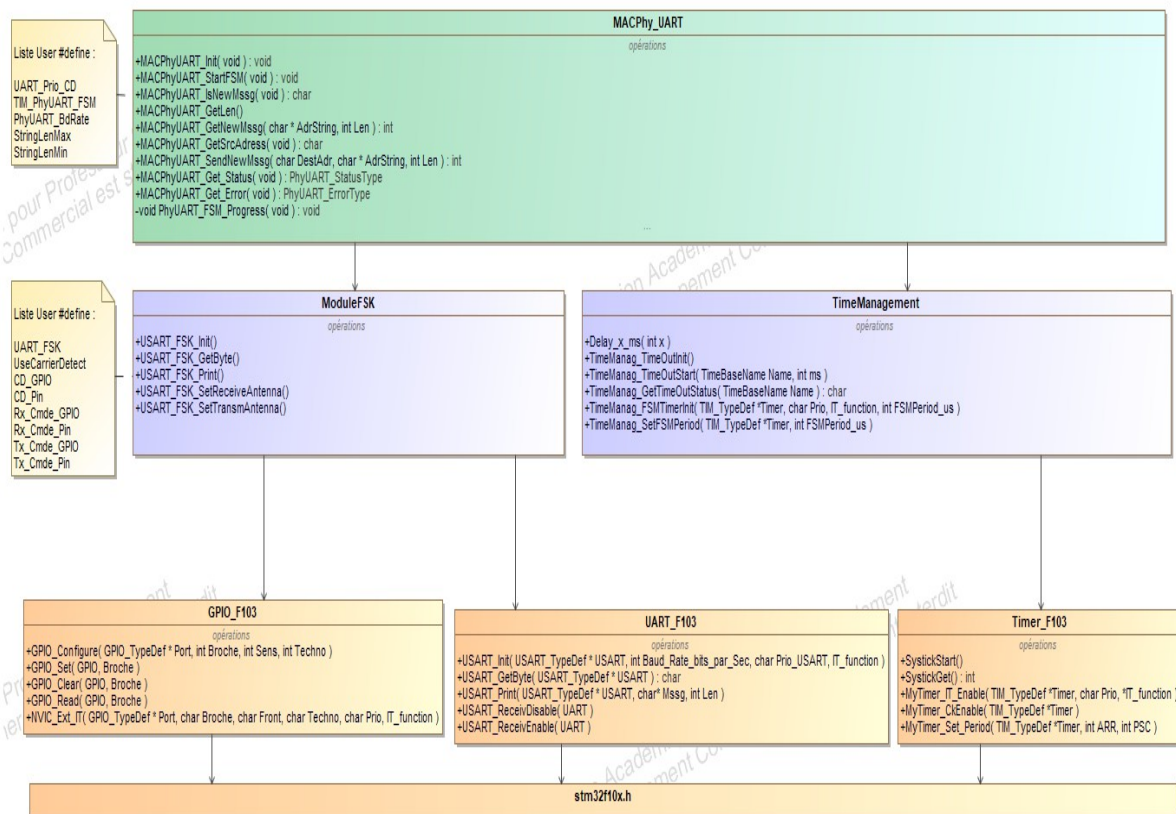 MACPhy_UART
opérations
+MACPhyUART_Init( void ) : void
+MACPhyUART_StartFSM( void ) : void
+MACPhyUART_IsNewMssg( void ) : char
+MACPhyUART_GetLen()
+MACPhyUART_GetNewMssg( char * AdrString, int Len ) : int
+MACPhyUART_GetSrcAdress( void ) : char
+MACPhyUART_SendNewMssg( char DestAdr, char * AdrString, int Len ) : int
+MACPhyUART_Get_Status( void ) : PhyUART_StatusType
+MACPhyUART_Get_Error( void ) : PhyUART_ErrorType
-void PhyUART_FSM_Progress( void ) : void
...
Liste User #define :
UART_Prio_CD
TIM_PhyUART_FSM
PhyUART_BdRate
StringLenMax
StringLenMin
pour Profes
Commercial est
Liste User #define :
UART_FSK
UseCarrierDetect
CD_GPIO
CD_Pin
Rx_Cmde_GPIO
Rx_Cmde_Pin
Tx_Cmde_GPIO
Tx_Cmde_Pin
ModuleFSK
opérations
+USART_FSK_Init()
+USART_FSK_GetByte()
+USART_FSK_Print()
+USART_FSK_SetReceiveAntenna()
+USART_FSK_SetTransmAntenna()
TimeManagement
opérations
+Delay_x_ms( int x )
+TimeManag_TimeOutInit()
+TimeManag_TimeOutStart( TimeBaseName Name, int ms )
+TimeManag_GetTimeOutStatus( TimeBaseName Name ) : char
+TimeManag_FSMTimerInit( TIM_TypeDef *Timer, char Prio, IT_function, int FSMPeriod_us )
+TimeManag_SetFSMPeriod( TIM_TypeDef *Timer, int FSMPeriod_us )
GPIO_F103
opérations
+GPIO_Configure( GPIO_TypeDef * Port, int Broche, int Sens, int Techno )
+GPIO_Set( GPIO, Broche )
+GPIO_Clear( GPIO, Broche )
+GPIO_Read( GPIO, Broche )
+NVIC_Ext_IT( GPIO_TypeDef * Port, char Broche, char Front, char Techno, char Prio, IT_function )
UART_F103
opérations
+USART_Init( USART_TypeDef * USART, int Baud_Rate_bits_par_Sec, char Prio_USART, IT_function )
+USART_GetByte( USART_TypeDef * USART ) : char
+USART_Print( USART_TypeDef * USART, char* Mssg, int Len )
+USART_ReceivDisable( UART )
+USART_ReceivEnable( UART )
Timer_F103
opérations
+SystickStart()
+SystickGet() : int
+MyTimer_IT_Enable( TIM_TypeDef *Timer, char Prio, *IT_function )
+MyTimer_CkEnable( TIM_TypeDef *Timer )
+MyTimer_Set_Period( TIM_TypeDef *Timer, int ARR, int PSC )
stm32f10x.h